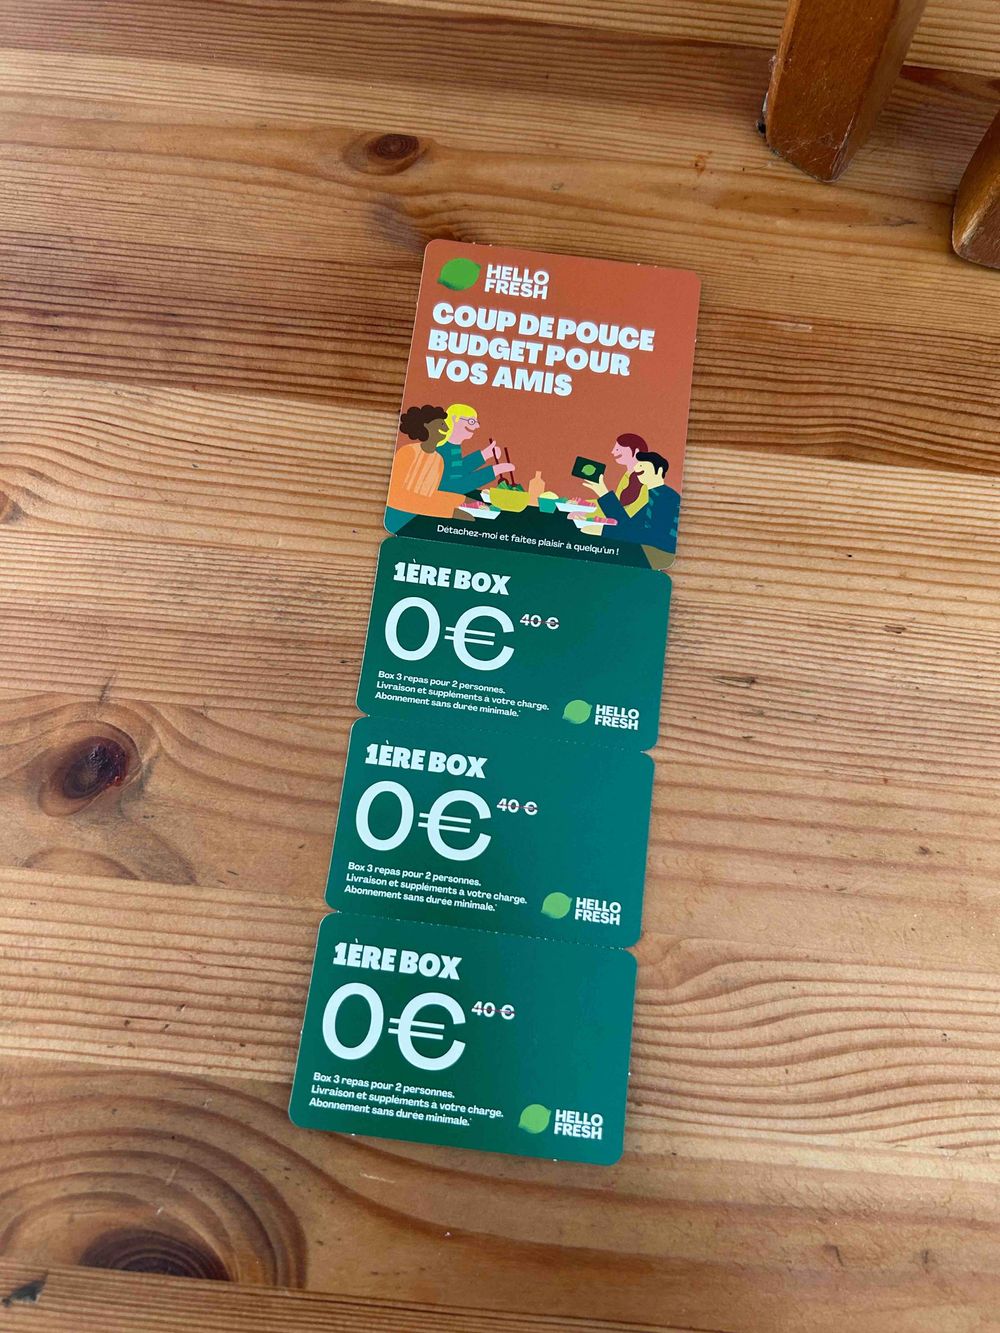 HELLO
FRESH
COUP DE POUCE
BUDGET POUR
VOS AMIS
Détachez-moi et faites plaisir à quelqu'un !
1ÈRE BOX
0€ 40 €
Box 3 repas pour 2 personnes.
Livraison et suppléments à votre charge.
Abonnement sans durée minimale.*
HELLO
FRESH
1ÈRE BOX
0€ 40 €
Box 3 repas pour 2 personnes.
Livraison et suppléments à votre charge.
Abonnement sans durée minimale.*
HELLO
FRESH
1ÈRE BOX
0€ 40 €
Box 3 repas pour 2 personnes.
Livraison et suppléments à votre charge.
Abonnement sans durée minimale.*
HELLO
FRESH